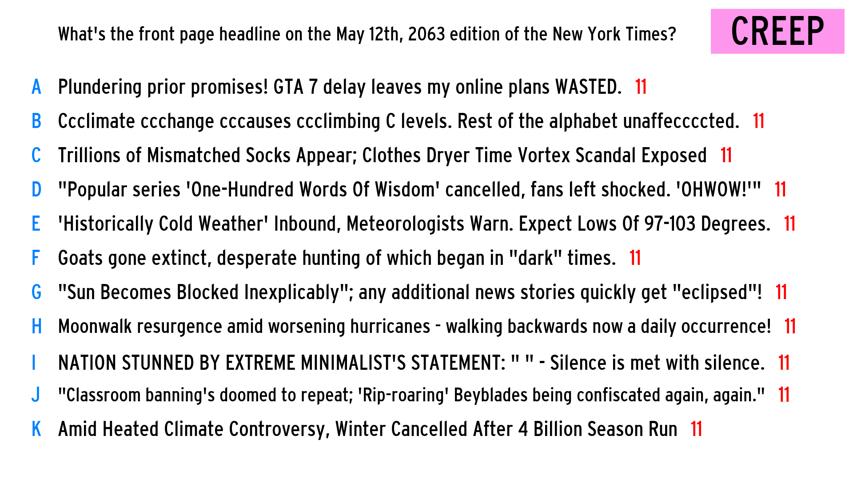 What's the front page headline on the May 12th, 2063 edition of the New York Times?
CREEP
A Plundering prior promises! GTA 7 delay leaves my online plans WASTED. 11
B Ccclimate ccchange cccauses ccclimbing C levels. Rest of the alphabet unaffecccccted. 11
C Trillions of Mismatched Socks Appear; Clothes Dryer Time Vortex Scandal Exposed 11
D "Popular series 'One-Hundred Words Of Wisdom' cancelled, fans left shocked. 'OHWOW!'" 11
E 'Historically Cold Weather' Inbound, Meteorologists Warn. Expect Lows Of 97-103 Degrees. 11
F Goats gone extinct, desperate hunting of which began in "dark" times. 11
G "Sun Becomes Blocked Inexplicably"; any additional news stories quickly get "eclipsed"! 11
H Moonwalk resurgence amid worsening hurricanes - walking backwards now a daily occurrence! 11
I NATION STUNNED BY EXTREME MINIMALIST'S STATEMENT: " " - Silence is met with silence. 11
J "Classroom banning's doomed to repeat; 'Rip-roaring' Beyblades being confiscated again, again." 11
K Amid Heated Climate Controversy, Winter Cancelled After 4 Billion Season Run 11